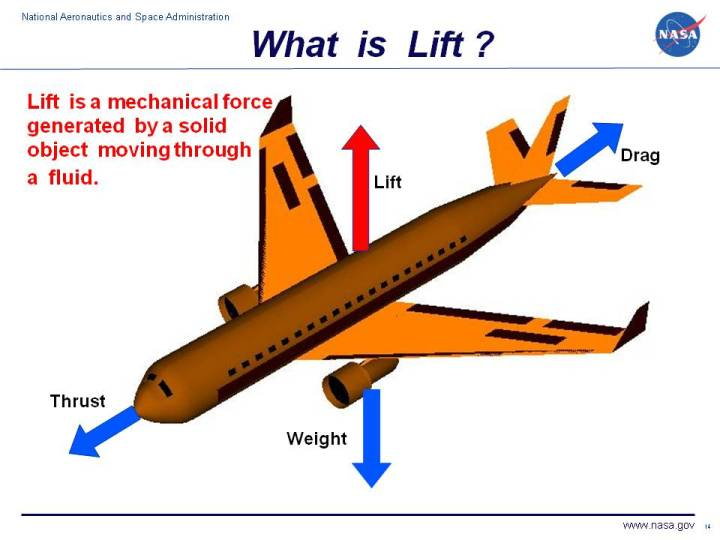 National Aeronautics and Space Administration
What is Lift ?
NASA
Lift is a mechanical force
generated by a solid
object moving through
a fluid.
Drag
Lift
Thrust
Weight
www.nasa.gov